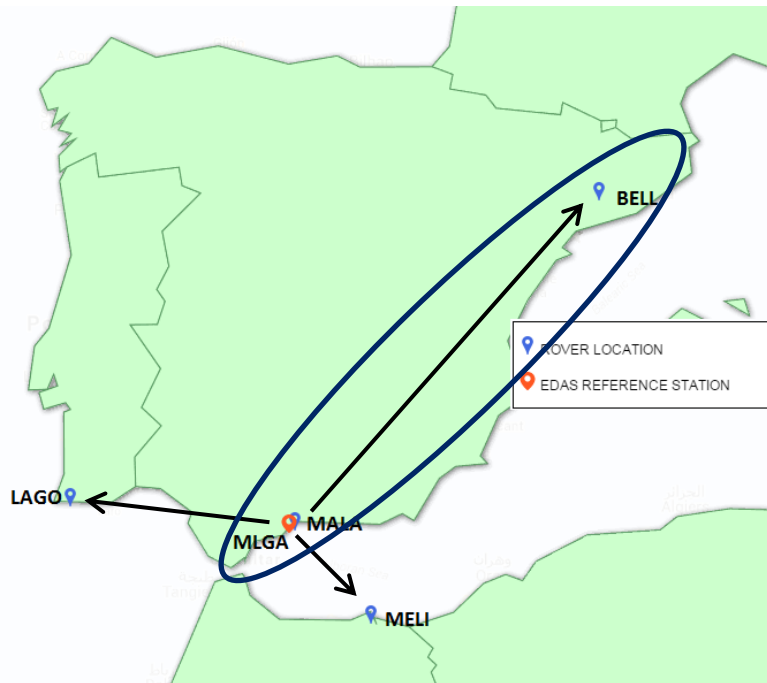 BELL
ROVER LOCATION
EDAS REFERENCE STATION
LAGO
MALA
MLGA
MELI